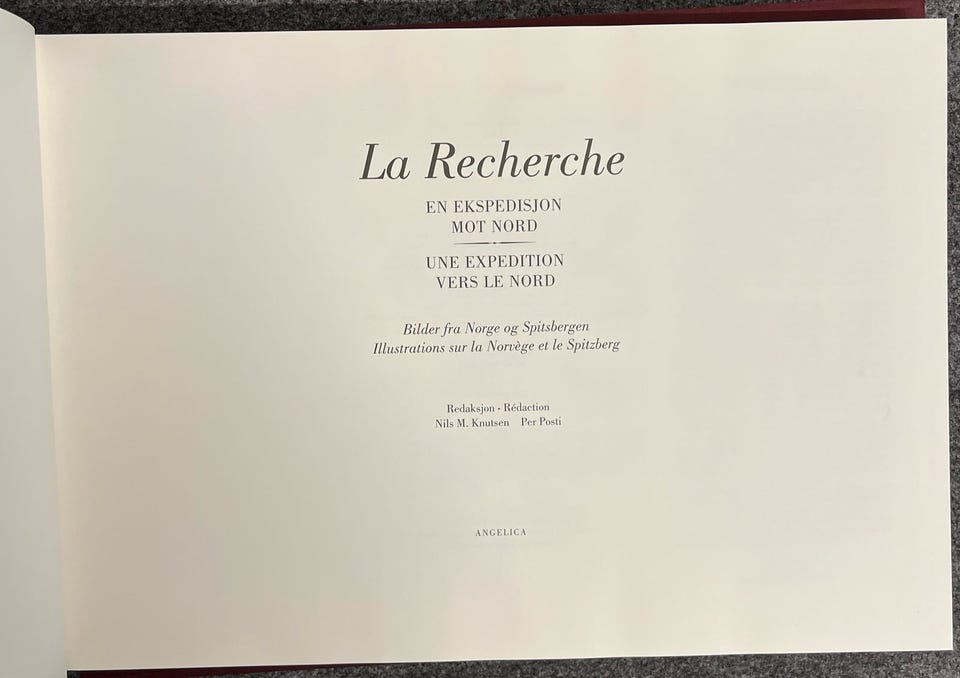 La Recherche
EN EKSPEDISJON
MOT NORD
UNE EXPEDITION
VERS LE NORD
Bilder fra Norge og Spitsbergen
Illustrations sur la Norvège et le Spitzberg
Redaksjon · Rédaction
Nils M. Knutsen Per Posti
ANGELICA